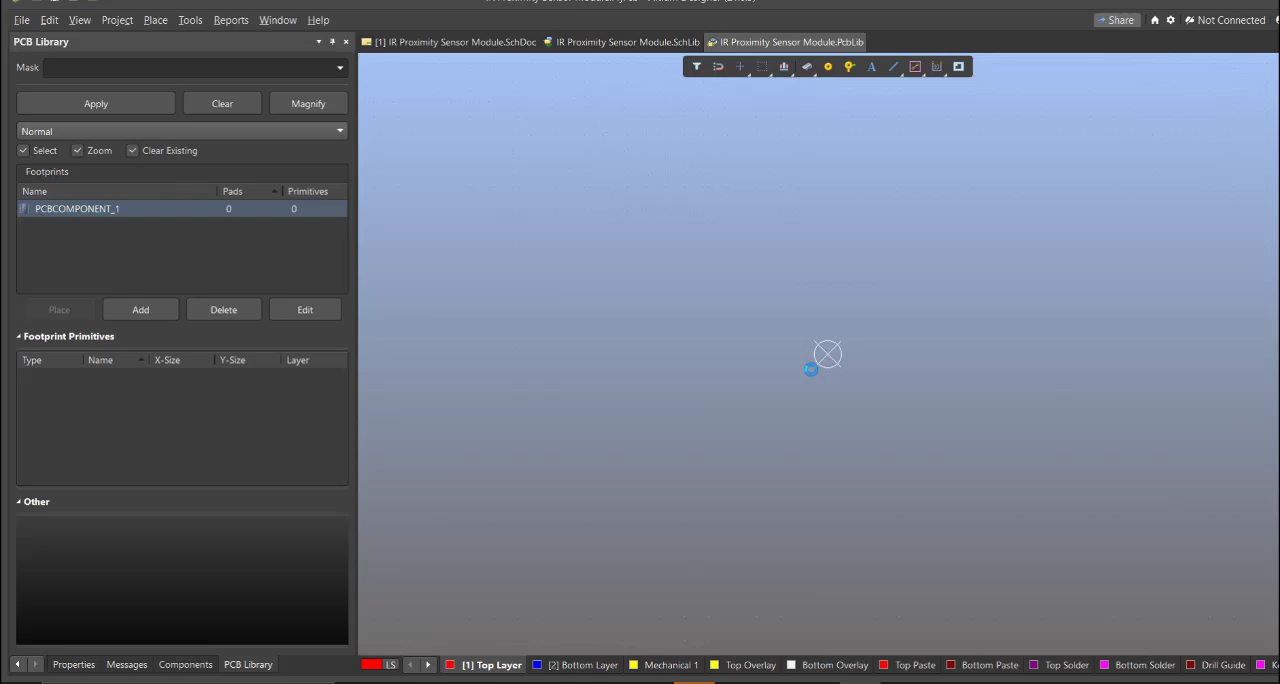 File Edit View Project Place Tools Reports Window Help
Share
Not Connected
PCB Library
[1] IR Proximity Sensor Module.SchDoc
IR Proximity Sensor Module.SchLib
IR Proximity Sensor Module.PcbLib
Mask
Apply Clear Magnify
Normal
Select Zoom Clear Existing
Footprints
Name Pads Primitives
PCBCOMPONENT_1 0 0
Place Add Delete Edit
Footprint Primitives
Type Name X-Size Y-Size Layer
Other
Properties Messages Components PCB Library
LS [1] Top Layer [2] Bottom Layer Mechanical 1 Top Overlay Bottom Overlay Top Paste Bottom Paste Top Solder Bottom Solder Drill Guide